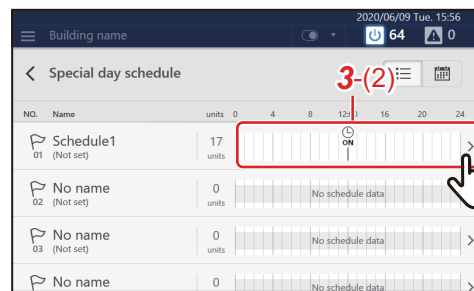 2020/06/09 Tue. 15:56
Building name 64 0
Special day schedule
3-(2)
NO. Name units 0 4 8 12:00 16 20 24
Schedule1 17 ON
01 (Not set) units
No name 0 No schedule data
02 (Not set) units
No name 0 No schedule data
03 (Not set) units
No name 0 No schedule data